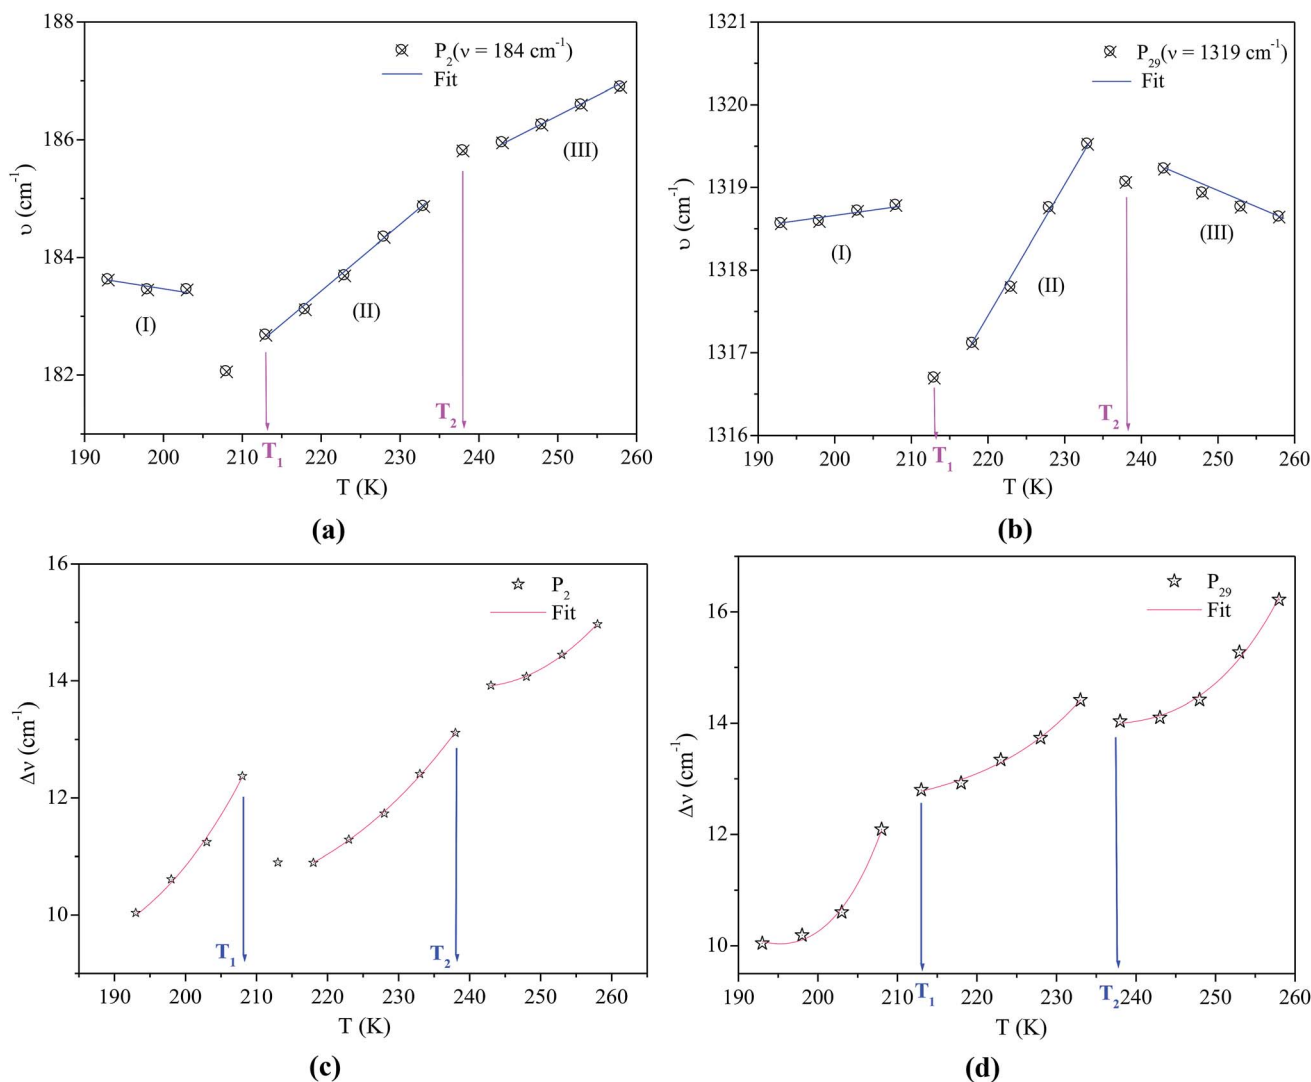 188
186
184
182
υ (cm⁻¹)
P₂(ν = 184 cm⁻¹)
Fit
(I)
(II)
(III)
T₁
T₂
190 200 210 220 230 240 250 260
T (K)
(a)
1321
1320
1319
1318
1317
1316
υ (cm⁻¹)
P₂₉(ν = 1319 cm⁻¹)
Fit
(I)
(II)
(III)
T₁
T₂
190 200 210 220 230 240 250 260
T (K)
(b)
16
14
12
10
Δν (cm⁻¹)
P₂
Fit
T₁
T₂
190 200 210 220 230 240 250 260
T (K)
(c)
16
14
12
10
Δν (cm⁻¹)
P₂₉
Fit
T₁
T₂
190 200 210 220 230 240 250 260
T (K)
(d)